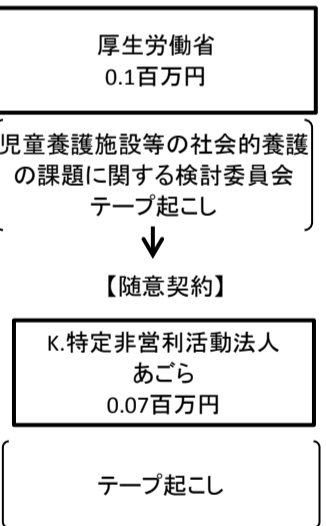 厚生労働省
0.1百万円
児童養護施設等の社会的養護
の課題に関する検討委員会
テープ起こし
【随意契約】
K.特定非営利活動法人
あごら
0.07百万円
テープ起こし